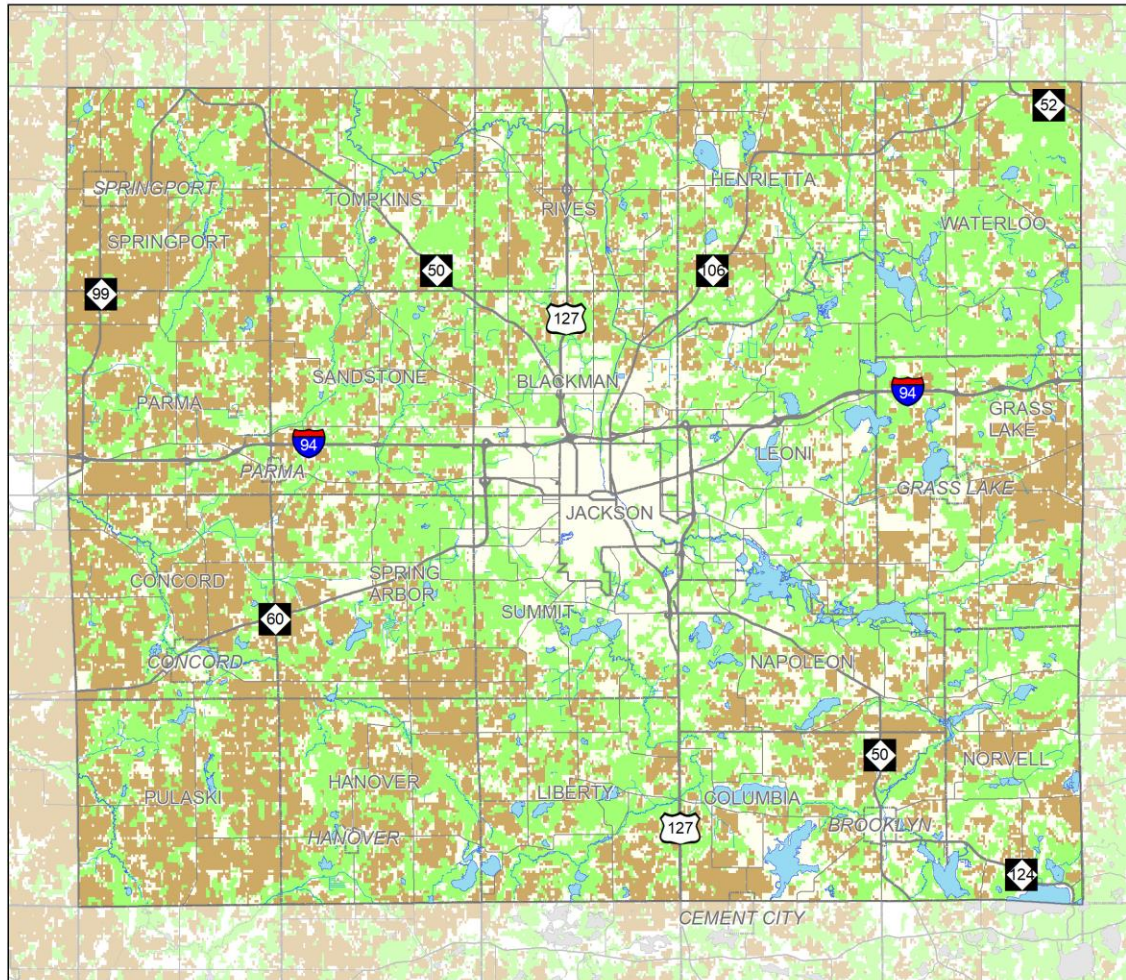 52
HENRIETTA
SPRINGPORT
TOMPKINS
RIVES
WATERLOO
SPRINGPORT
50
106
99
127
SANDSTONE
BLACKMAN
94
PARMA
GRASS
LAKE
94
LEONI
PARMA
GRASS LAKE
JACKSON
CONCORD
SPRING
ARBOR
SUMMIT
60
CONCORD
NAPOLEON
50
NORVELL
HANOVER
PULASKI
LIBERTY
COLUMBIA
127
BROOKLYN
HANOVER
124
CEMENT CITY